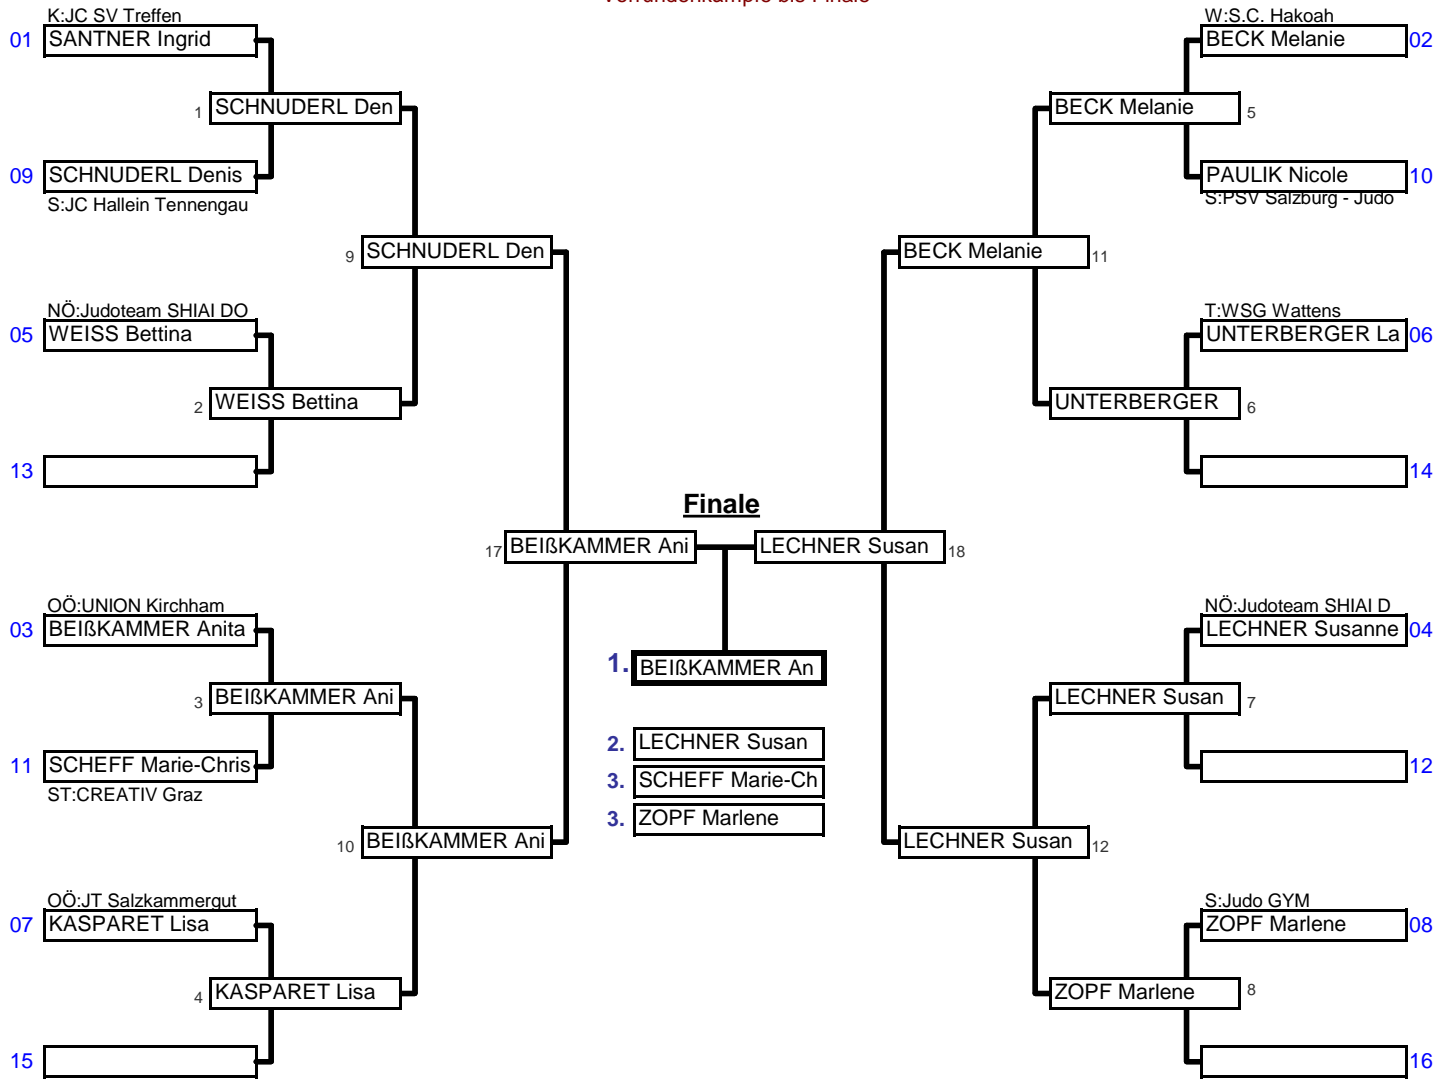 Vorrundenkämpfe bis Finale
K:JC SV Treffen
01 SANTNER Ingrid
1 SCHNUDERL Den
09 SCHNUDERL Denis
S:JC Hallein Tennengau
9 SCHNUDERL Den
NÖ:Judoteam SHIAI DO
05 WEISS Bettina
2 WEISS Bettina
13
17 BEIßKAMMER Ani
OÖ:UNION Kirchham
03 BEIßKAMMER Anita
3 BEIßKAMMER Ani
11 SCHEFF Marie-Chris
ST:CREATIV Graz
10 BEIßKAMMER Ani
OÖ:JT Salzkammergut
07 KASPARET Lisa
4 KASPARET Lisa
15
Finale
1. BEIßKAMMER An
2. LECHNER Susan
3. SCHEFF Marie-Ch
3. ZOPF Marlene
W:S.C. Hakoah
BECK Melanie 02
BECK Melanie 5
PAULIK Nicole 10
S:PSV Salzburg - Judo
BECK Melanie 11
T:WSG Wattens
UNTERBERGER La 06
UNTERBERGER 6
14
LECHNER Susan 18
NÖ:Judoteam SHIAI D
LECHNER Susanne 04
LECHNER Susan 7
12
LECHNER Susan 12
S:Judo GYM
ZOPF Marlene 08
ZOPF Marlene 8
16